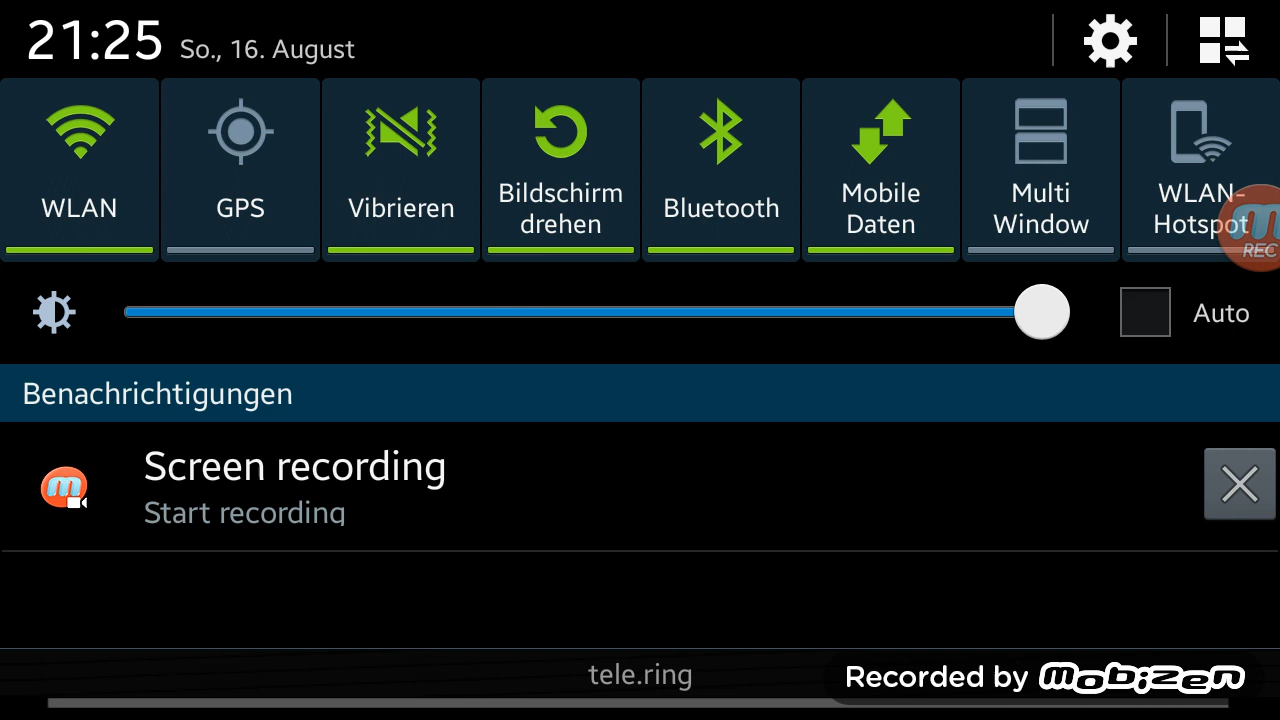 21:25 So., 16. August
WLAN GPS Vibrieren Bildschirm drehen Bluetooth Mobile Daten Multi Window WLAN-Hotspot
REC
Auto
Benachrichtigungen
Screen recording
Start recording
tele.ring
Recorded by mobizen